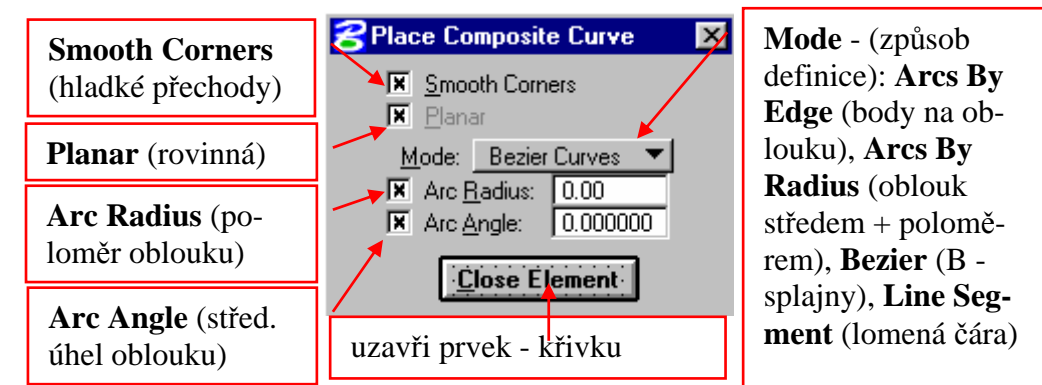 Smooth Corners
(hladké přechody)
Planar (rovinná)
Arc Radius (po-
loměr oblouku)
Arc Angle (střed.
úhel oblouku)
Place Composite Curve
Smooth Corners
Planar
Mode: Bezier Curves
Arc Radius: 0.00
Arc Angle: 0.000000
Close Element
uzavři prvek - křivku
Mode - (způsob
definice): Arcs By
Edge (body na ob-
louku), Arcs By
Radius (oblouk
středem + polomě-
rem), Bezier (B -
splajny), Line Seg-
ment (lomená čára)